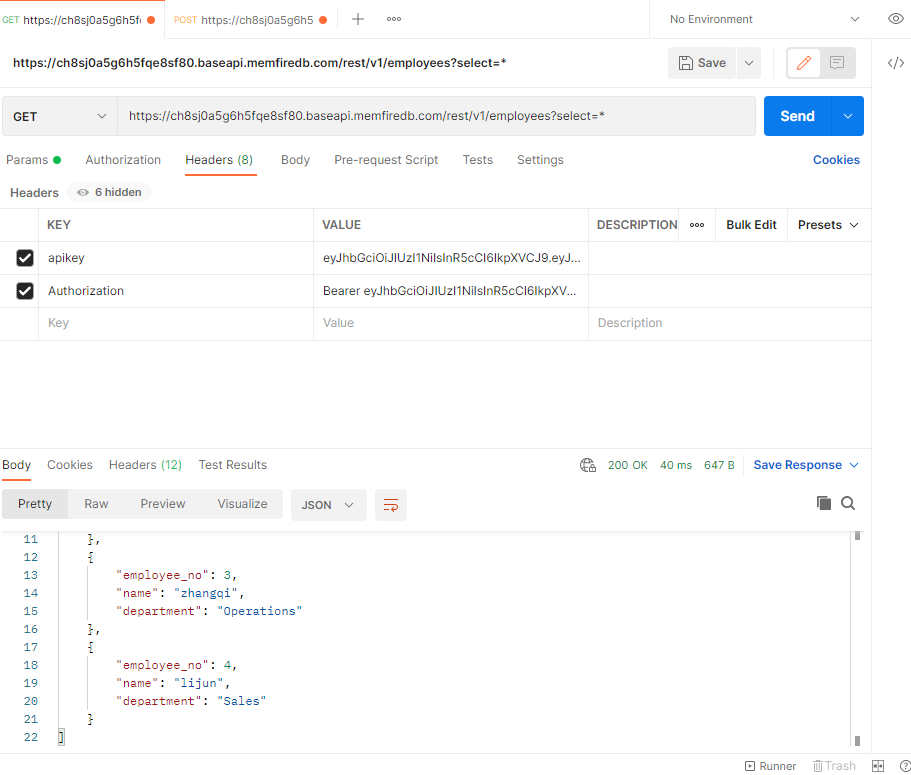 GET https://ch8sj0a5g6h5f POST https://ch8sj0a5g6h5 No Environment
https://ch8sj0a5g6h5fqe8sf80.baseapi.memfiredb.com/rest/v1/employees?select=* Save
GET https://ch8sj0a5g6h5fqe8sf80.baseapi.memfiredb.com/rest/v1/employees?select=* Send
Params Authorization Headers (8) Body Pre-request Script Tests Settings Cookies
Headers 6 hidden
KEY VALUE DESCRIPTION Bulk Edit Presets
apikey eyJhbGciOiJIUzI1NiIsInR5cCI6IkpXVCJ9.eyJ...
Authorization Bearer eyJhbGciOiJIUzI1NiIsInR5cCI6IkpXV...
Key Value Description
Body Cookies Headers (12) Test Results 200 OK 40 ms 647 B Save Response
Pretty Raw Preview Visualize JSON
11 },
12 {
13 "employee_no": 3,
14 "name": "zhangqi",
15 "department": "Operations"
16 },
17 {
18 "employee_no": 4,
19 "name": "lijun",
20 "department": "Sales"
21 }
22 ]
Runner Trash